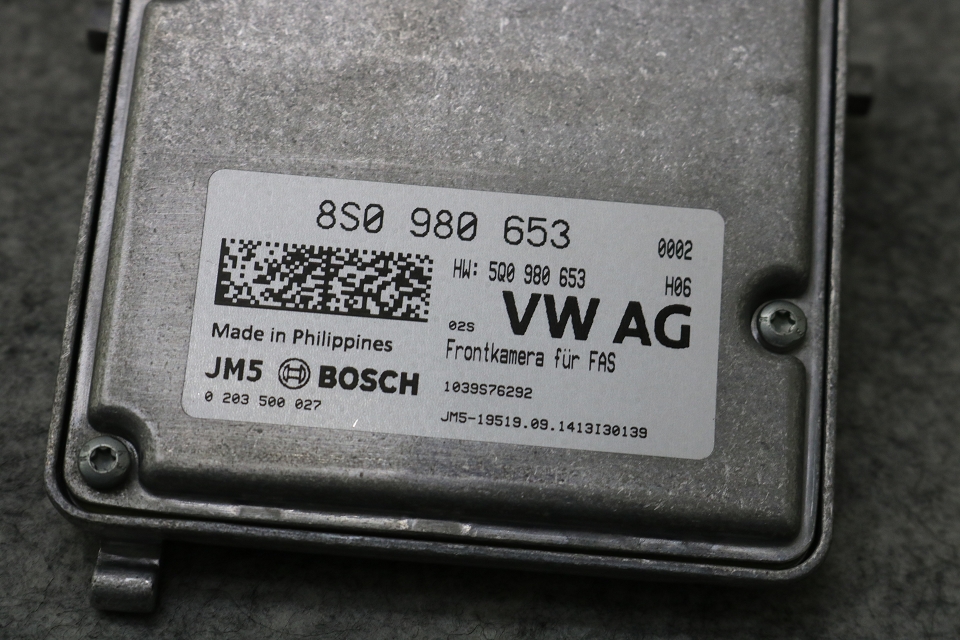 8S0 980 653
0002
HW: 5Q0 980 653
H06
02S
VW AG
Made in Philippines
Frontkamera für FAS
JM5 BOSCH
1039S76292
0 203 500 027
JM5-19519.09.1413I30139